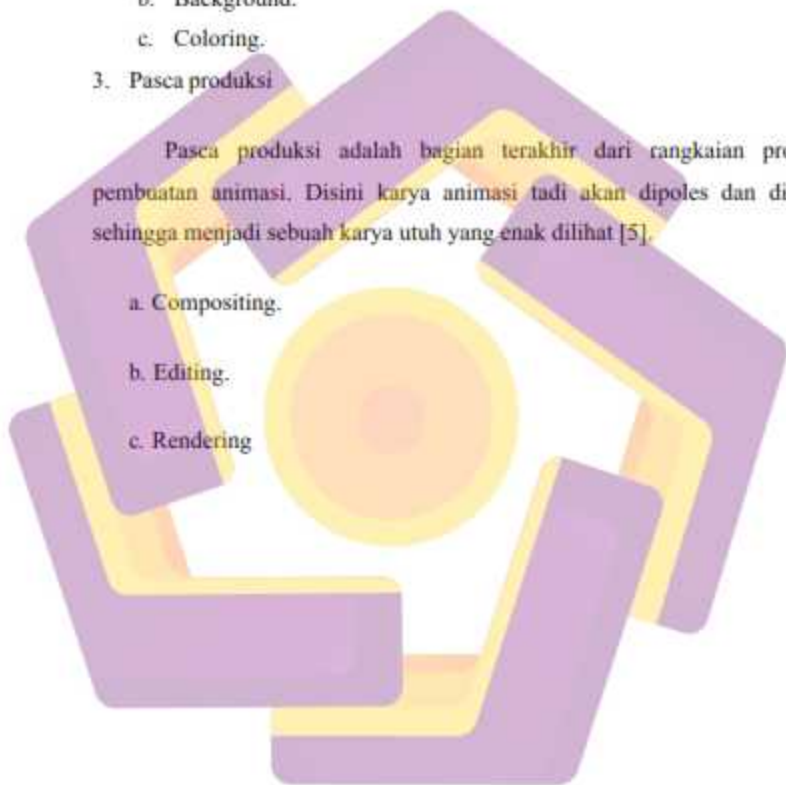 b. Background.
c. Coloring.
3. Pasca produksi
Pasca produksi adalah bagian terakhir dari rangkaian
pembuatan animasi. Disini karya animasi tadi akan dipoles dan
sehingga menjadi sebuah karya utuh yang enak dilihat [5].
a. Compositing.
b. Editing.
c. Rendering